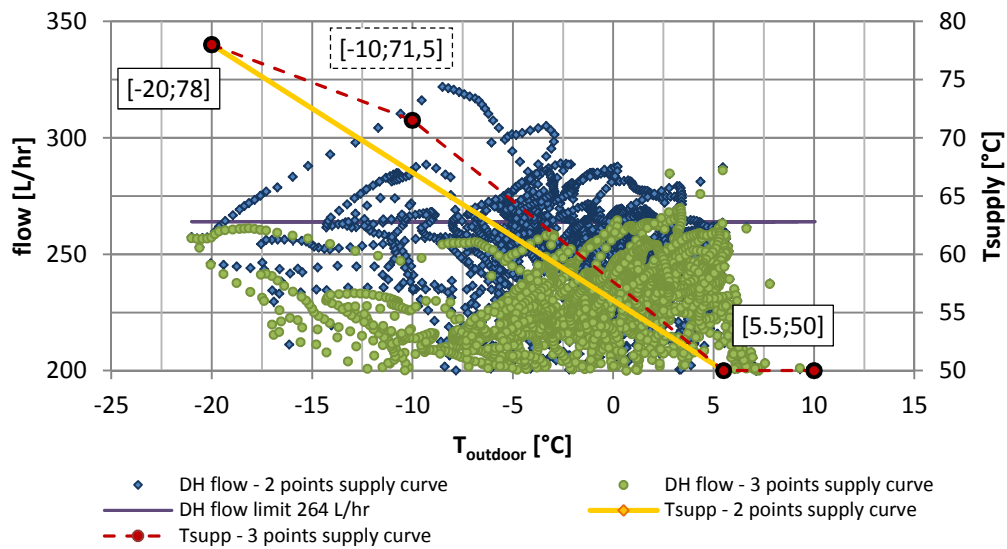 350
300
250
200
flow [L/hr]
80
75
70
65
60
55
50
Tsupply [°C]
[-20;78]
[-10;71,5]
[5.5;50]
-25 -20 -15 -10 -5 0 5 10 15
Toutdoor [°C]
DH flow - 2 points supply curve
DH flow - 3 points supply curve
DH flow limit 264 L/hr
Tsupp - 2 points supply curve
Tsupp - 3 points supply curve